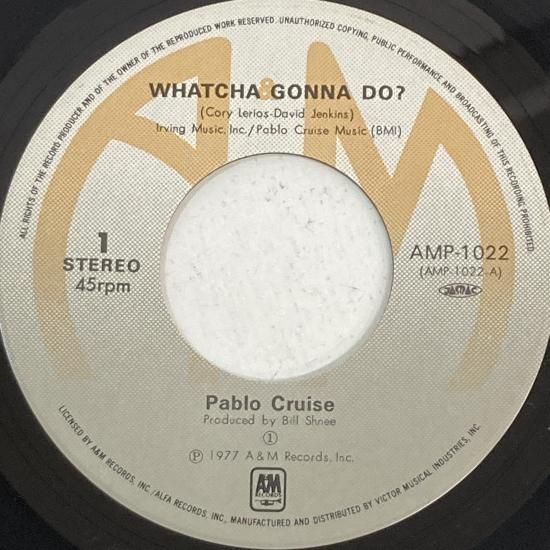 ALL RIGHTS OF THE RECORD PRODUCER AND OF THE OWNER OF THE REPRODUCED WORK RESERVED. UNAUTHORIZED COPYING, PUBLIC PERFORMANCE AND BROADCASTING OF THIS RECORDING PROHIBITED
WHATCHA GONNA DO?
(Cory Lerios-David Jenkins)
Irving Music, Inc./Pablo Cruise Music (BMI)
1
STEREO
45rpm
AMP-1022
(AMP-1022-A)
JASRAC
Pablo Cruise
Produced by Bill Shnee
①
Ⓟ 1977 A&M Records, Inc.
A&M
RECORDS
LICENSED BY A&M RECORDS, INC./ALFA RECORDS, INC., MANUFACTURED AND DISTRIBUTED BY VICTOR MUSICAL INDUSTRIES, INC.